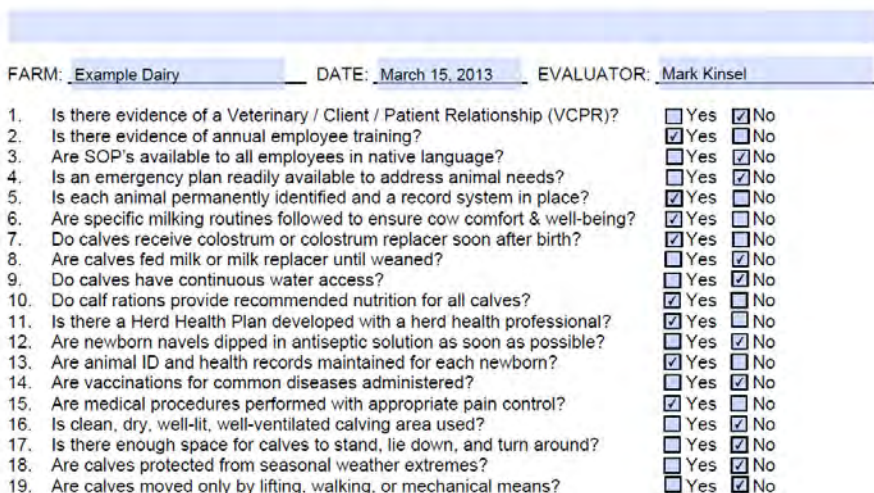 FARM: Example Dairy DATE: March 15, 2013 EVALUATOR: Mark Kinsel
1. Is there evidence of a Veterinary / Client / Patient Relationship (VCPR)? ☐ Yes ☑ No
2. Is there evidence of annual employee training? ☑ Yes ☐ No
3. Are SOP's available to all employees in native language? ☐ Yes ☑ No
4. Is an emergency plan readily available to address animal needs? ☐ Yes ☑ No
5. Is each animal permanently identified and a record system in place? ☑ Yes ☐ No
6. Are specific milking routines followed to ensure cow comfort & well-being? ☑ Yes ☐ No
7. Do calves receive colostrum or colostrum replacer soon after birth? ☑ Yes ☐ No
8. Are calves fed milk or milk replacer until weaned? ☐ Yes ☑ No
9. Do calves have continuous water access? ☐ Yes ☑ No
10. Do calf rations provide recommended nutrition for all calves? ☑ Yes ☐ No
11. Is there a Herd Health Plan developed with a herd health professional? ☑ Yes ☐ No
12. Are newborn navels dipped in antiseptic solution as soon as possible? ☐ Yes ☑ No
13. Are animal ID and health records maintained for each newborn? ☑ Yes ☐ No
14. Are vaccinations for common diseases administered? ☐ Yes ☑ No
15. Are medical procedures performed with appropriate pain control? ☑ Yes ☐ No
16. Is clean, dry, well-lit, well-ventilated calving area used? ☐ Yes ☑ No
17. Is there enough space for calves to stand, lie down, and turn around? ☐ Yes ☑ No
18. Are calves protected from seasonal weather extremes? ☐ Yes ☑ No
19. Are calves moved only by lifting, walking, or mechanical means? ☐ Yes ☑ No